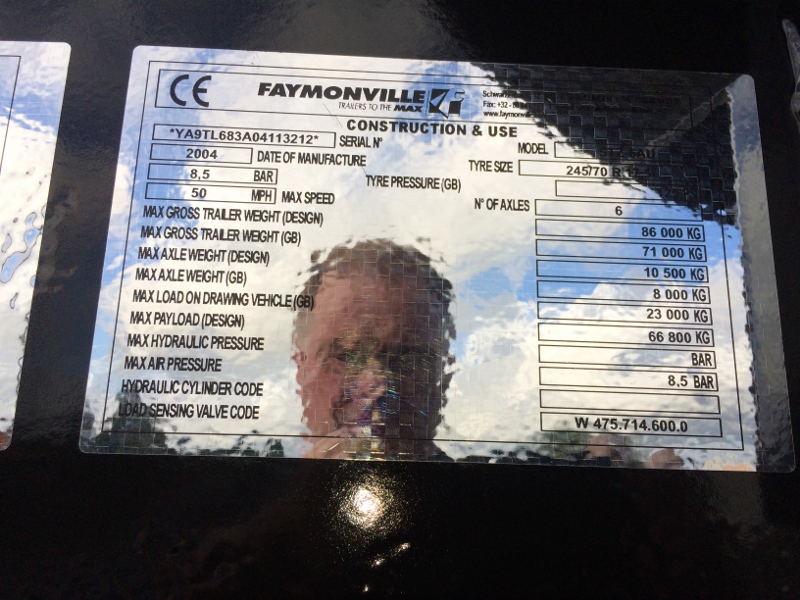 CE FAYMONVILLE
TRAILERS TO THE MAX
CONSTRUCTION & USE
*YA9TL683A04113212* SERIAL N° MODEL
2004 DATE OF MANUFACTURE TYRE SIZE 245/70 R
8,5 BAR TYRE PRESSURE (GB)
50 MPH MAX SPEED N° OF AXLES 6
MAX GROSS TRAILER WEIGHT (DESIGN) 86 000 KG
MAX GROSS TRAILER WEIGHT (GB) 71 000 KG
MAX AXLE WEIGHT (DESIGN) 10 500 KG
MAX AXLE WEIGHT (GB) 8 000 KG
MAX LOAD ON DRAWING VEHICLE (GB) 23 000 KG
MAX PAYLOAD (DESIGN) 66 800 KG
MAX HYDRAULIC PRESSURE BAR
MAX AIR PRESSURE 8,5 BAR
HYDRAULIC CYLINDER CODE
LOAD SENSING VALVE CODE W 475.714.600.0